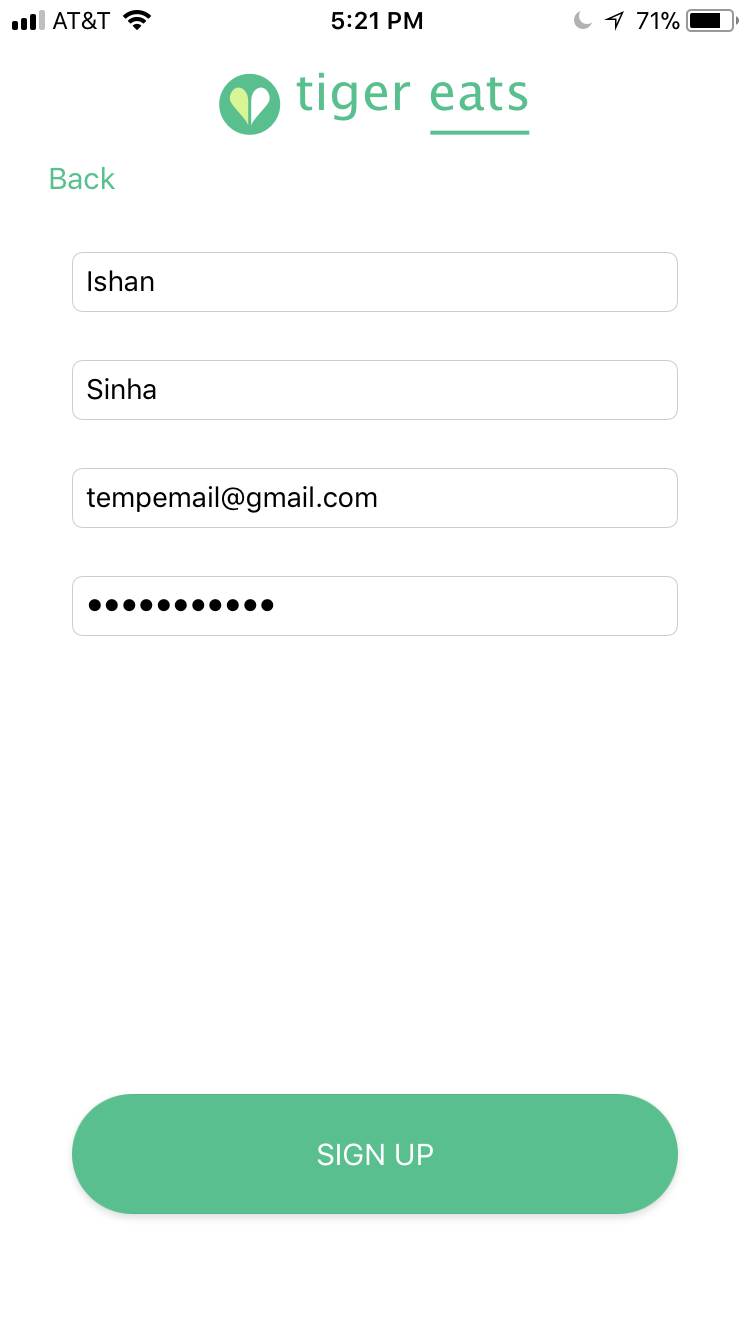 AT&T 5:21 PM 71%
tiger eats
Back
Ishan
Sinha
tempemail@gmail.com
•••••••••••
SIGN UP